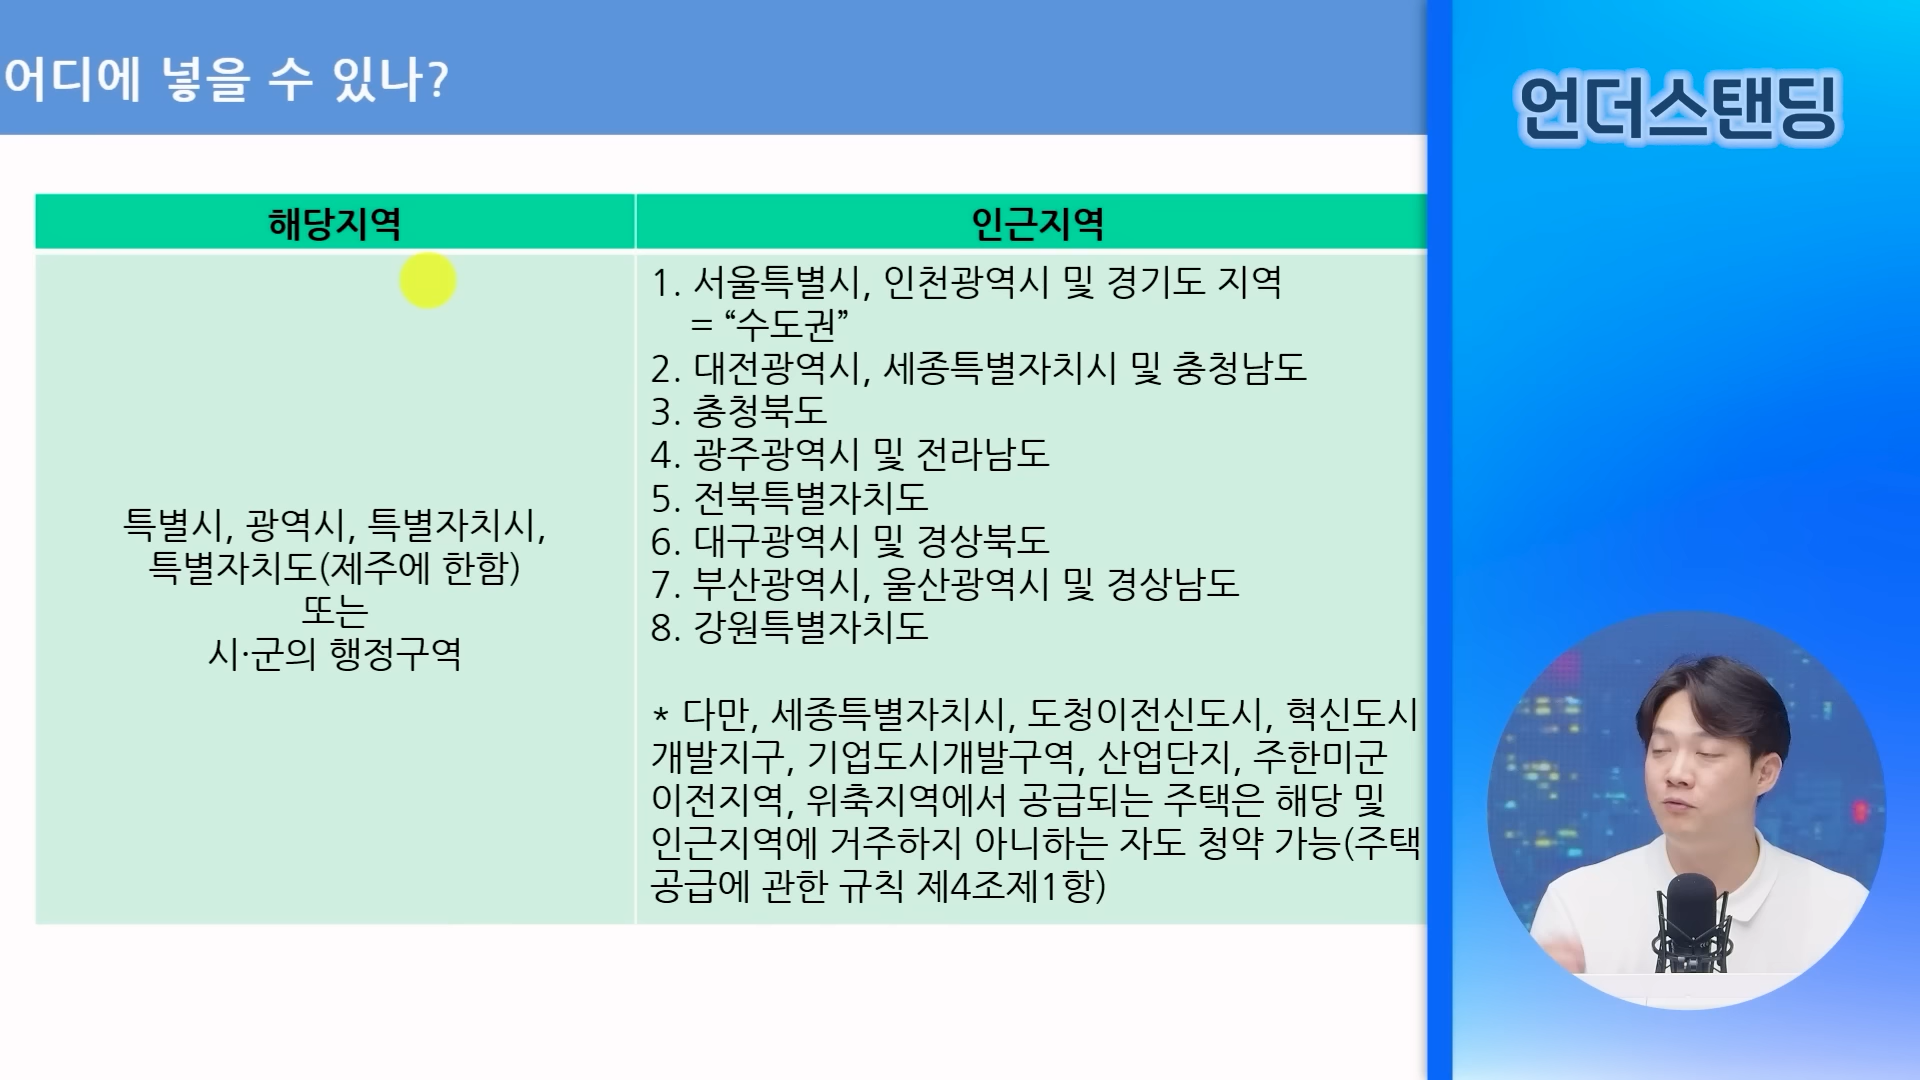 어디에 넣을 수 있나?
언더스탠딩
해당지역
인근지역
특별시, 광역시, 특별자치시,
특별자치도(제주에 한함)
또는
시·군의 행정구역
1. 서울특별시, 인천광역시 및 경기도 지역
= “수도권”
2. 대전광역시, 세종특별자치시 및 충청남도
3. 충청북도
4. 광주광역시 및 전라남도
5. 전북특별자치도
6. 대구광역시 및 경상북도
7. 부산광역시, 울산광역시 및 경상남도
8. 강원특별자치도
* 다만, 세종특별자치시, 도청이전신도시, 혁신도시
개발지구, 기업도시개발구역, 산업단지, 주한미군
이전지역, 위축지역에서 공급되는 주택은 해당 및
인근지역에 거주하지 아니하는 자도 청약 가능(주택
공급에 관한 규칙 제4조제1항)